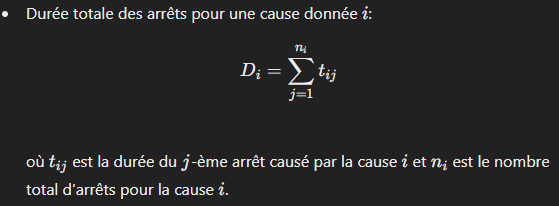 • Durée totale des arrêts pour une cause donnée i:
D_i = \sum_{j=1}^{n_i} t_{ij}
où t_{ij} est la durée du j-ème arrêt causé par la cause i et n_i est le nombre
total d'arrêts pour la cause i.